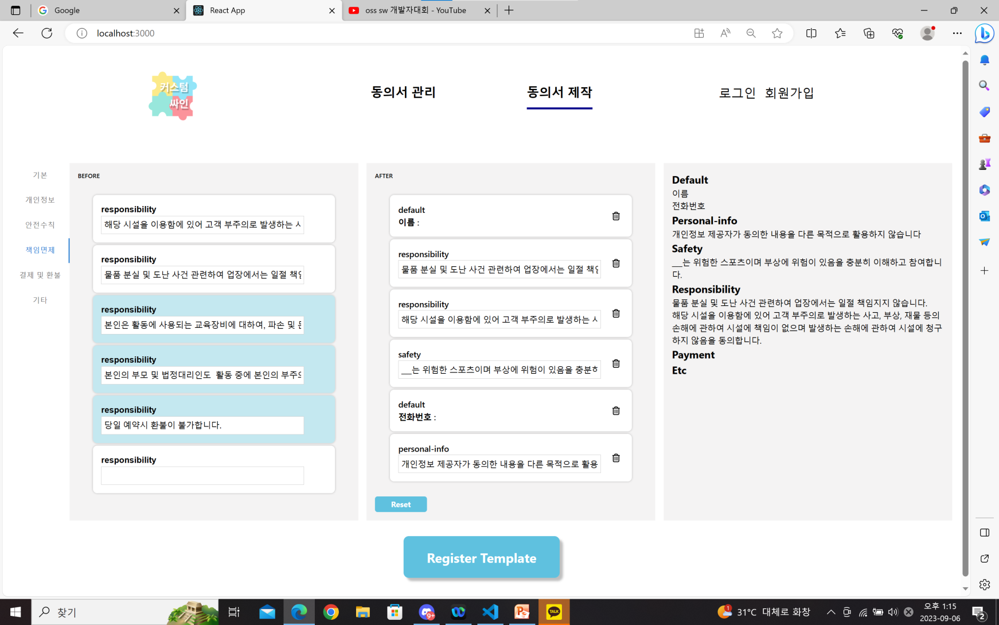 Google
React App
oss sw 개발자대회 - YouTube
localhost:3000
커스텀
싸인
동의서 관리
동의서 제작
로그인 회원가입
기본
개인정보
안전수칙
책임면제
결제 및 환불
기타
BEFORE
responsibility
해당 시설을 이용함에 있어 고객 부주의로 발생하는
responsibility
물품 분실 및 도난 사건 관련하여 업장에서는 일절
responsibility
본인은 활동에 사용되는 교육장비에 대하여, 파손 및
responsibility
본인의 부모 및 법정대리인도 활동 중에 본인의
responsibility
당일 예약시 환불이 불가합니다.
responsibility
AFTER
default
이름 :
responsibility
물품 분실 및 도난 사건 관련하여 업장에서는 일절
responsibility
해당 시설을 이용함에 있어 고객 부주의로 발생하는
safety
__는 위험한 스포츠이며 부상에 위험이 있음을
default
전화번호 :
personal-info
개인정보 제공자가 동의한 내용을 다른 목적으로 활용
Reset
Default
이름
전화번호
Personal-info
개인정보 제공자가 동의한 내용을 다른 목적으로 활용하지 않습니다
Safety
__는 위험한 스포츠이며 부상에 위험이 있음을 충분히 이해하고 참여합니
다.
Responsibility
물품 분실 및 도난 사건 관련하여 업장에서는 일절 책임지지 않습니다.
해당 시설을 이용함에 있어 고객 부주의로 발생하는 사고, 부상, 재물 등의
손해에 관하여 시설에 책임이 없으며 발생하는 손해에 관하여 시설에 청구
하지 않음을 동의합니다.
Payment
Etc
Register Template
찾기
9+
TALK
1
31°C 대체로 화창
오후 1:15
2023-09-06
2